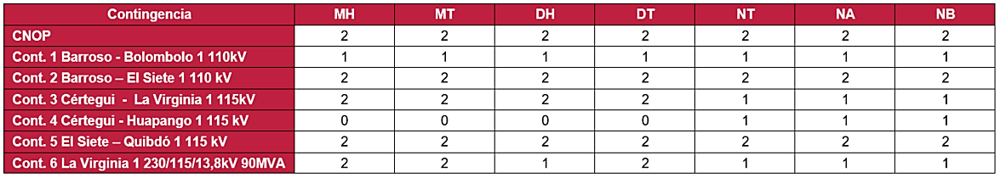 Contingencia MH MT DH DT NT NA NB
CNOP 2 2 2 2 2 2 2
Cont. 1 Barroso - Bolombolo 1 110kV 1 1 1 1 1 1 1
Cont. 2 Barroso – El Siete 1 110 kV 2 2 2 2 2 2 2
Cont. 3 Cértegui - La Virginia 1 115kV 2 2 2 2 1 1 1
Cont. 4 Cértegui - Huapango 1 115 kV 0 0 0 0 1 1 1
Cont. 5 El Siete – Quibdó 1 115 kV 2 2 2 2 2 2 2
Cont. 6 La Virginia 1 230/115/13,8kV 90MVA 2 2 1 2 1 1 1